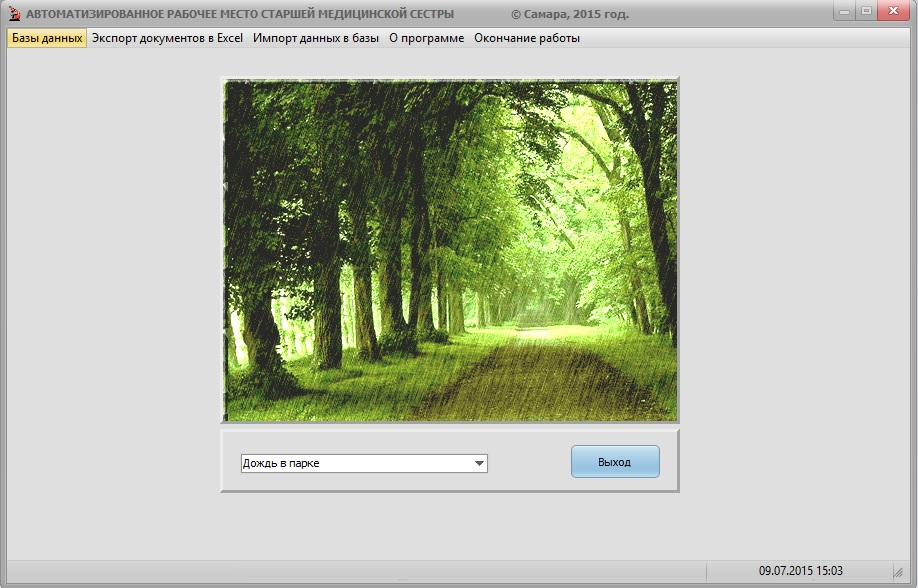 АВТОМАТИЗИРОВАННОЕ РАБОЧЕЕ МЕСТО СТАРШЕЙ МЕДИЦИНСКОЙ СЕСТРЫ © Самара, 2015 год.
Базы данных Экспорт документов в Excel Импорт данных в базы О программе Окончание работы
Дождь в парке
Выход
09.07.2015 15:03